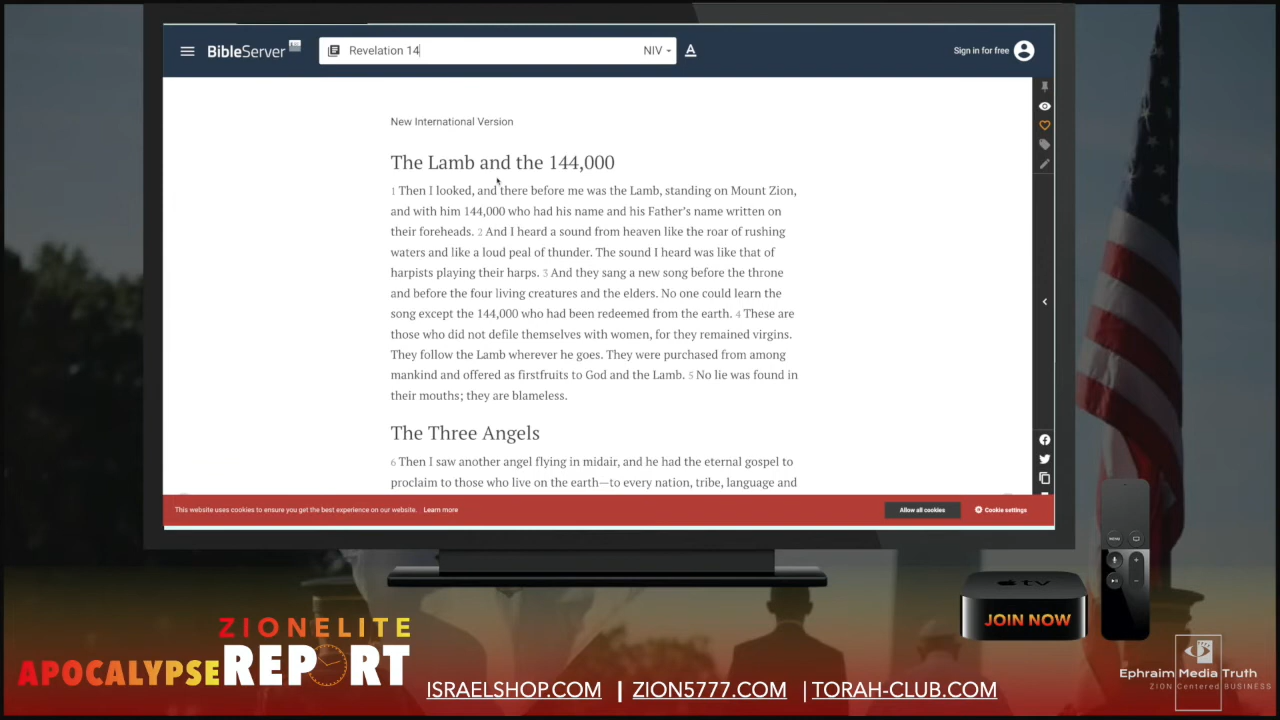 BibleServer
Revelation 14
NIV
A
Sign in for free
New International Version
The Lamb and the 144,000
1 Then I looked, and there before me was the Lamb, standing on Mount Zion,
and with him 144,000 who had his name and his Father's name written on
their foreheads. 2 And I heard a sound from heaven like the roar of rushing
waters and like a loud peal of thunder. The sound I heard was like that of
harpists playing their harps. 3 And they sang a new song before the throne
and before the four living creatures and the elders. No one could learn the
song except the 144,000 who had been redeemed from the earth. 4 These are
those who did not defile themselves with women, for they remained virgins.
They follow the Lamb wherever he goes. They were purchased from among
mankind and offered as firstfruits to God and the Lamb. 5 No lie was found in
their mouths; they are blameless.
The Three Angels
6 Then I saw another angel flying in midair, and he had the eternal gospel to
proclaim to those who live on the earth—to every nation, tribe, language and
This website uses cookies to ensure you get the best experience on our website. Learn more
Allow all cookies
Cookie settings
MENU
tv
JOIN NOW
ZIONELITE
APOCALYPSE REPORT
ISRAELSHOP.COM | ZION5777.COM | TORAH-CLUB.COM
Ephraim Media Truth
ZION Centered BUSINESS